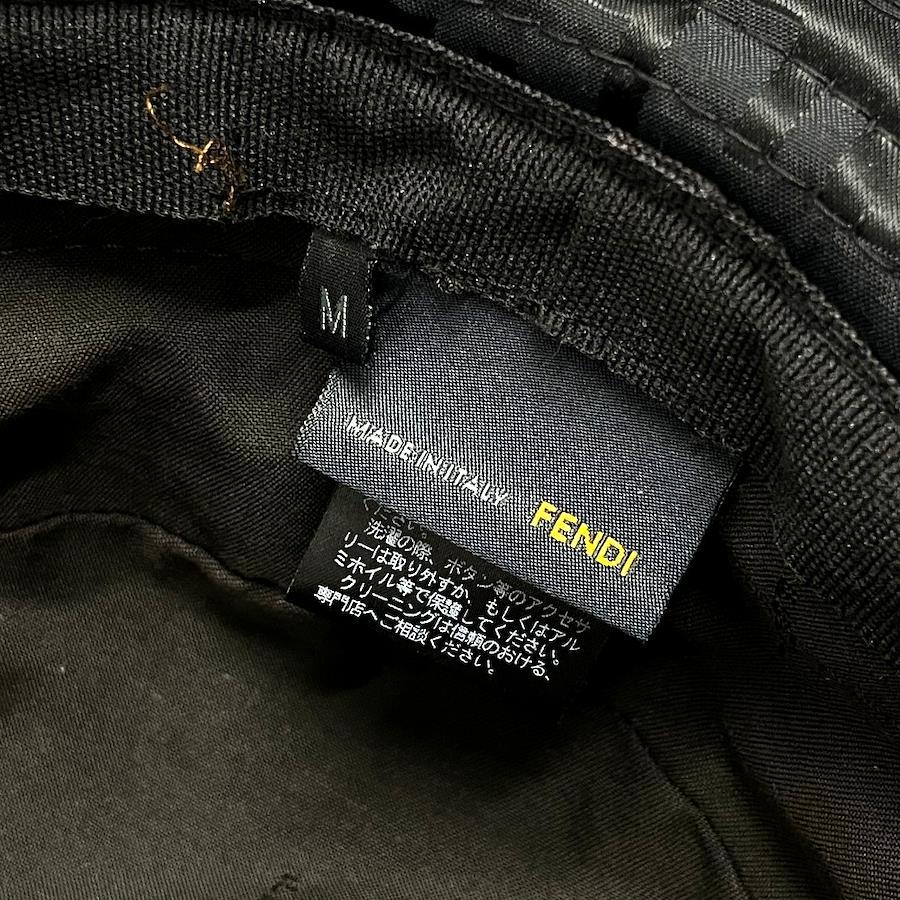 M
MADE IN ITALY FENDI
ください。
洗濯の際、ボタン等のアクセサ
リーは取り外すか、もしくはアル
ミホイル等で保護してください。
クリーニングは信頼のおける、
専門店へご相談ください。